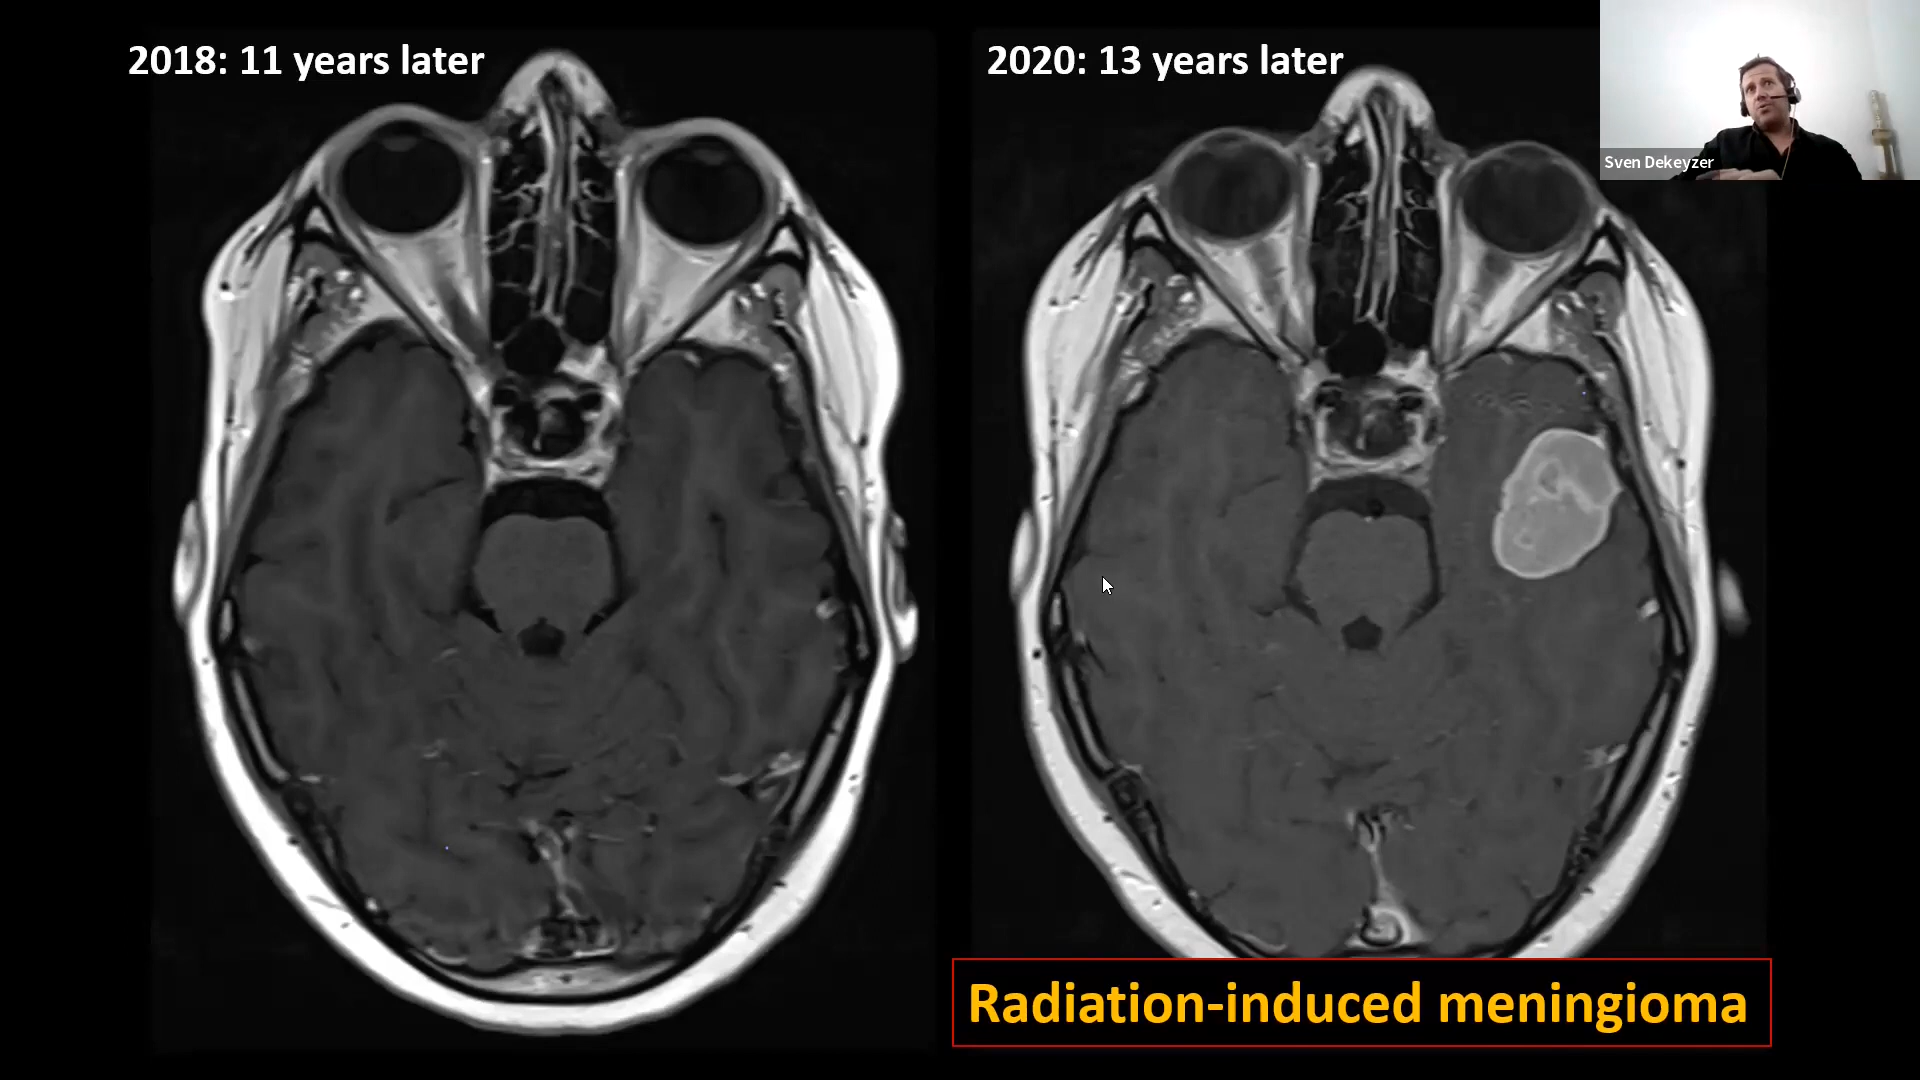 2018: 11 years later
2020: 13 years later
Sven Dekeyzer
Radiation-induced meningioma